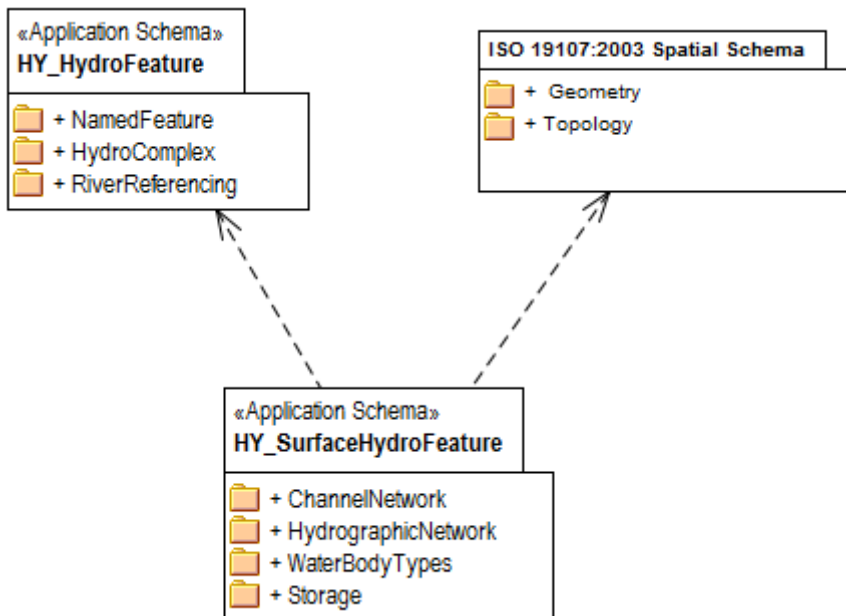 «Application Schema»
HY_HydroFeature
+ NamedFeature
+ HydroComplex
+ RiverReferencing
ISO 19107:2003 Spatial Schema
+ Geometry
+ Topology
«Application Schema»
HY_SurfaceHydroFeature
+ ChannelNetwork
+ HydrographicNetwork
+ WaterBodyTypes
+ Storage